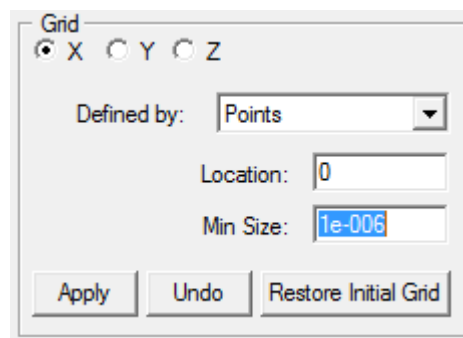 Grid
X Y Z
Defined by: Points
Location: 0
Min Size: 1e-006
Apply Undo Restore Initial Grid